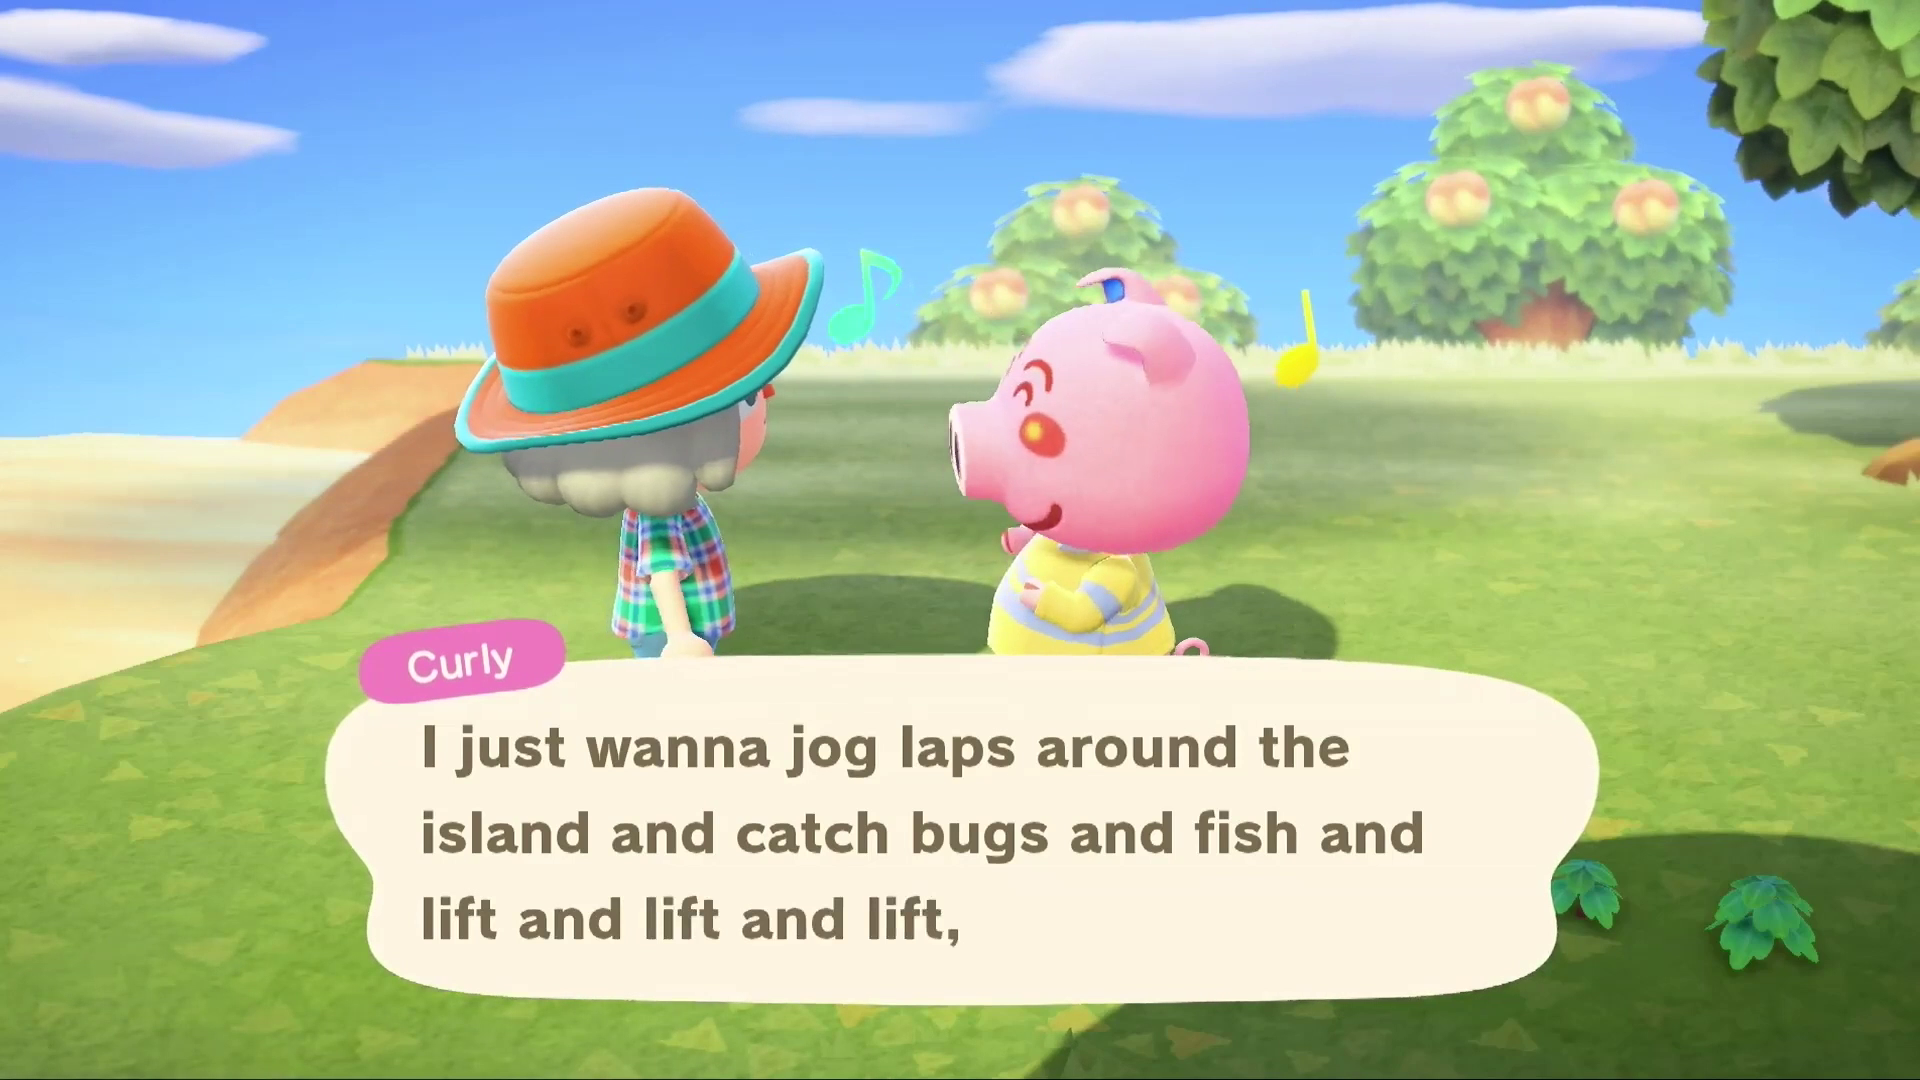 Curly
I just wanna jog laps around the
island and catch bugs and fish and
lift and lift and lift,